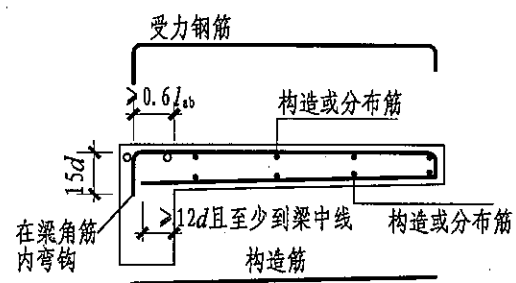 受力钢筋
≥0.6lab
构造或分布筋
15d
≥12d且至少到梁中线
构造或分布筋
在梁角筋
内弯钩
构造筋